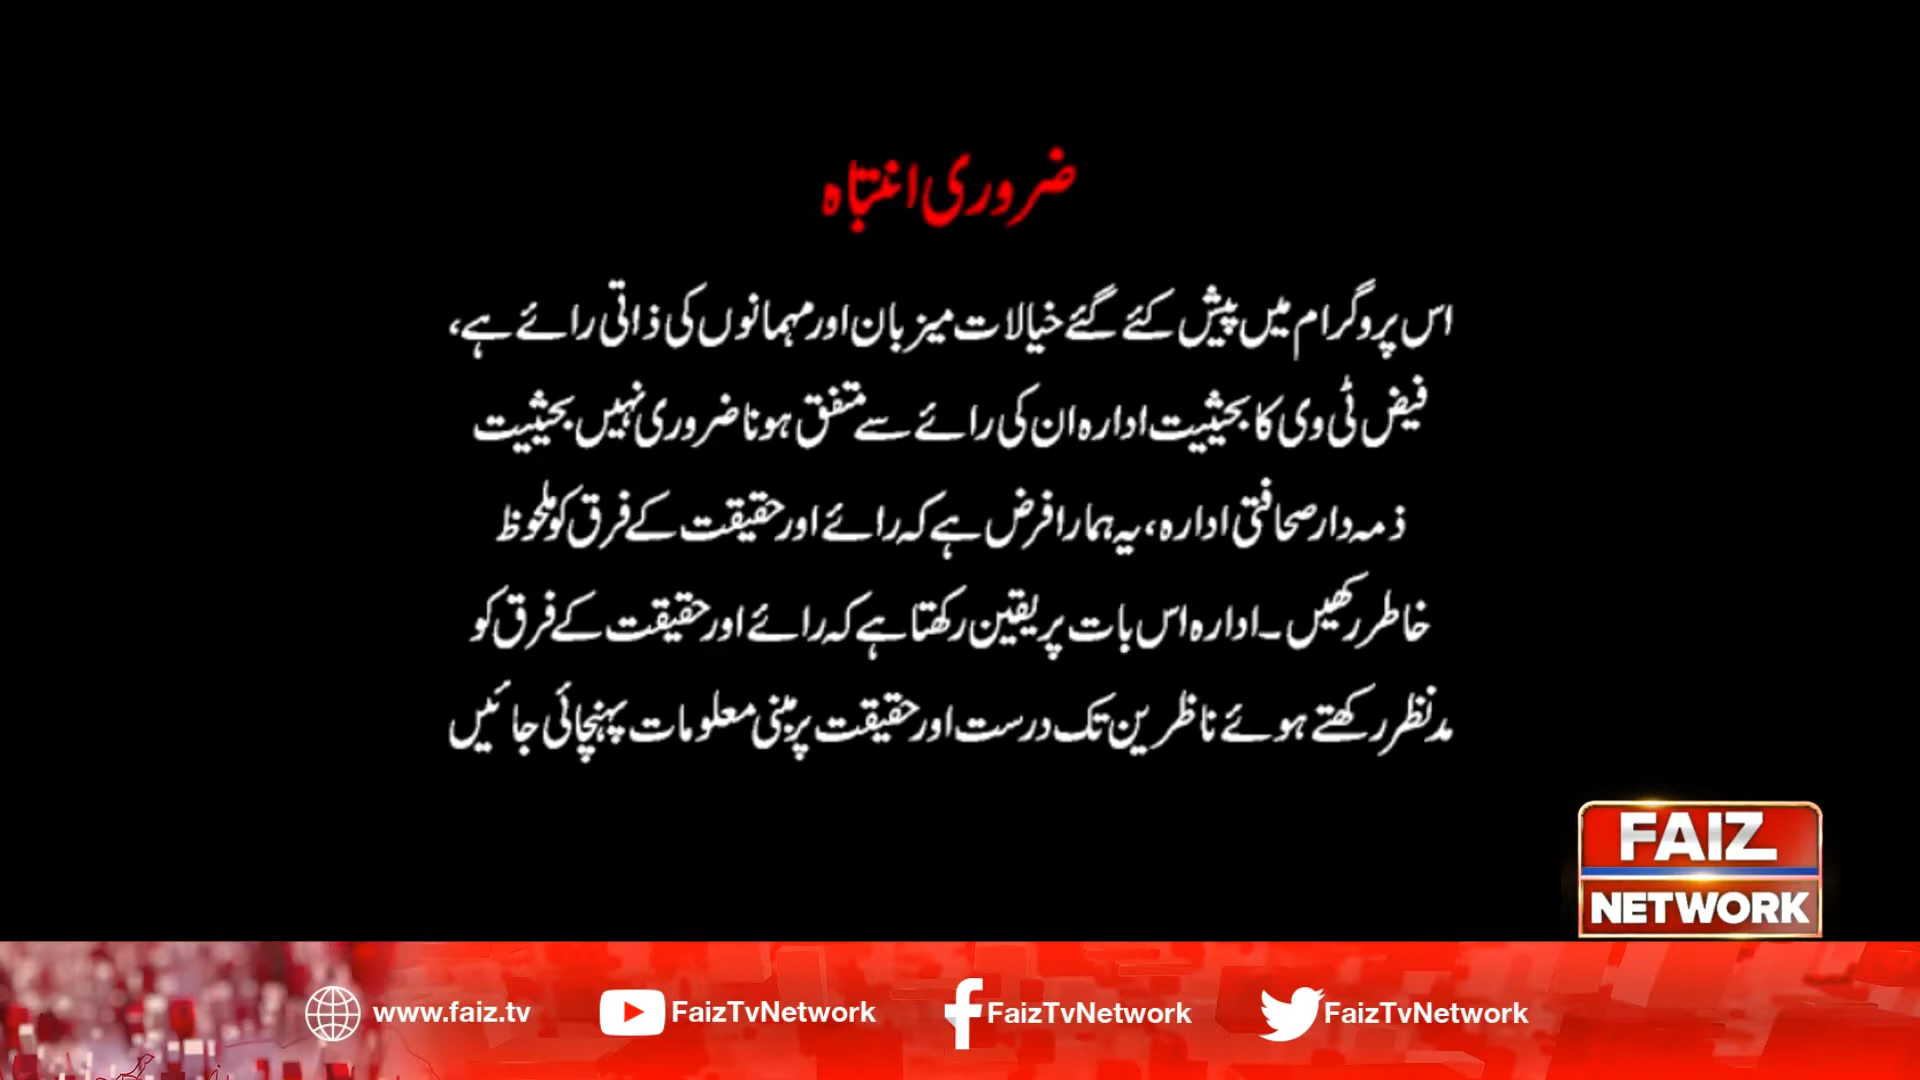 ضروری انتباہ
اس پروگرام میں پیش کئے گئے خیالات میزبان اور مہمانوں کی ذاتی رائے ہے،
فیض ٹی وی کا بحیثیت ادارہ ان کی رائے سے متفق ہونا ضروری نہیں بحیثیت
ذمہ دار صحافتی ادارہ، یہ ہمارا فرض ہے کہ رائے اور حقیقت کے فرق کو ملحوظ
خاطر رکھیں۔ ادارہ اس بات پر یقین رکھتا ہے کہ رائے اور حقیقت کے فرق کو
مدنظر رکھتے ہوئے ناظرین تک درست اور حقیقت پر مبنی معلومات پہنچائی جائیں
FAIZ
NETWORK
www.faiz.tv FaizTvNetwork FaizTvNetwork FaizTvNetwork